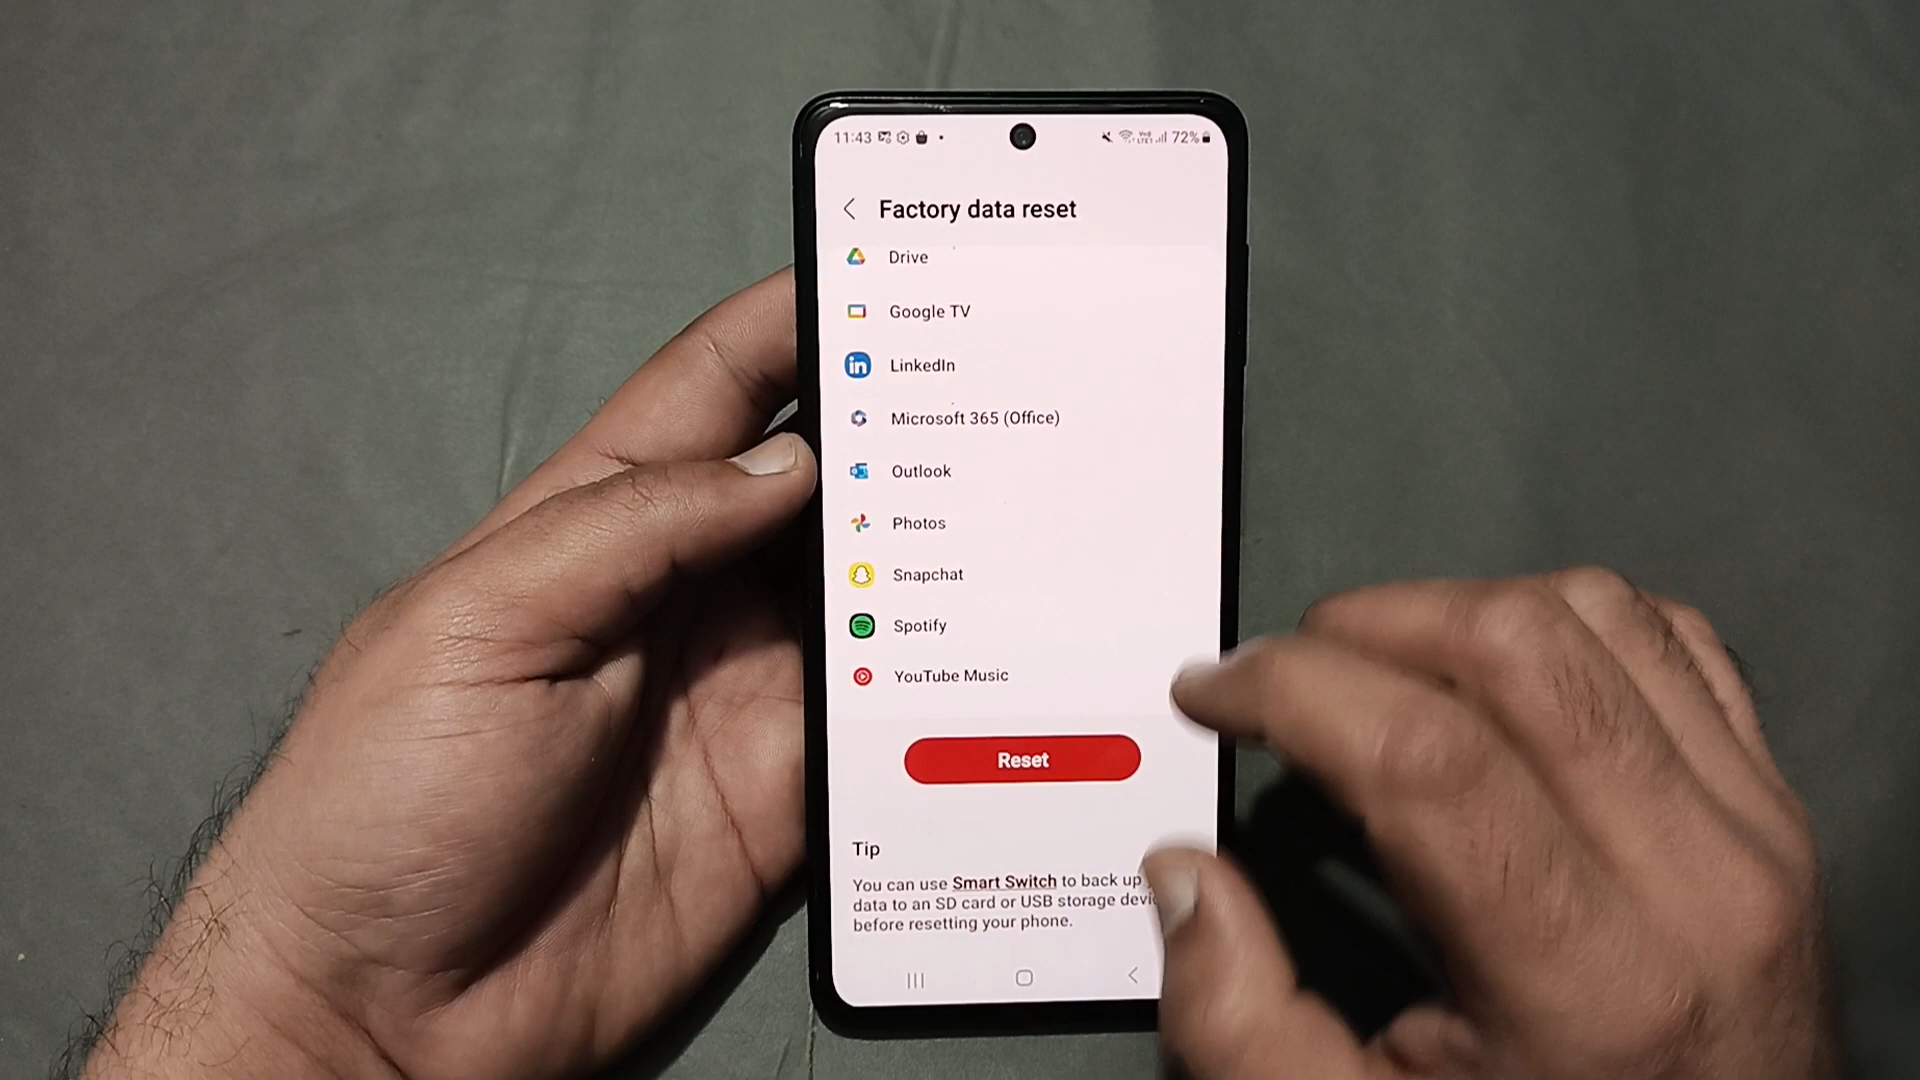 11:43 72%
Factory data reset
Drive
Google TV
LinkedIn
Microsoft 365 (Office)
Outlook
Photos
Snapchat
Spotify
YouTube Music
Reset
Tip
You can use Smart Switch to back up
data to an SD card or USB storage
before resetting your phone.